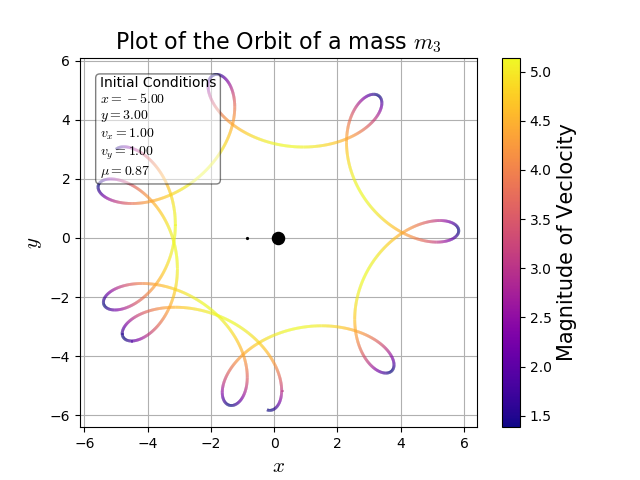 Plot of the Orbit of a mass m₃
Initial Conditions
x = −5.00
y = 3.00
vₓ = 1.00
v_y = 1.00
μ = 0.87
6
4
2
0
−2
−4
−6
y
−6
−4
−2
0
2
4
6
x
5.0
4.5
4.0
3.5
3.0
2.5
2.0
1.5
Magnitude of Veclocity